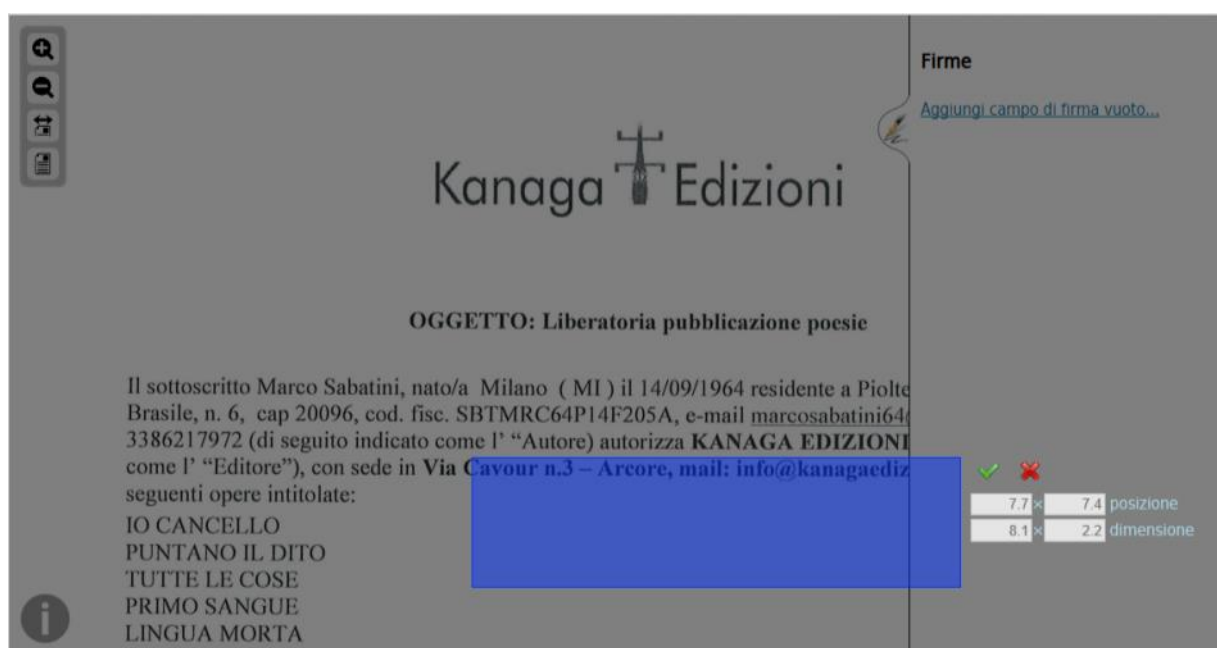 Firme
Aggiungi campo di firma vuoto...
Kanaga Edizioni
OGGETTO: Liberatoria pubblicazione poesie
Il sottoscritto Marco Sabatini, nato/a Milano ( MI ) il 14/09/1964 residente a Piolte
Brasile, n. 6, cap 20096, cod. fisc. SBTMRC64P14F205A, e-mail marcosabatini64@
3386217972 (di seguito indicato come l' “Autore) autorizza KANAGA EDIZIONI
come l' “Editore”), con sede in Via Cavour n.3 – Arcore, mail: info@kanagaediz
seguenti opere intitolate:
IO CANCELLO
PUNTANO IL DITO
TUTTE LE COSE
PRIMO SANGUE
LINGUA MORTA
7.7 × 7.4 posizione
8.1 × 2.2 dimensione
i